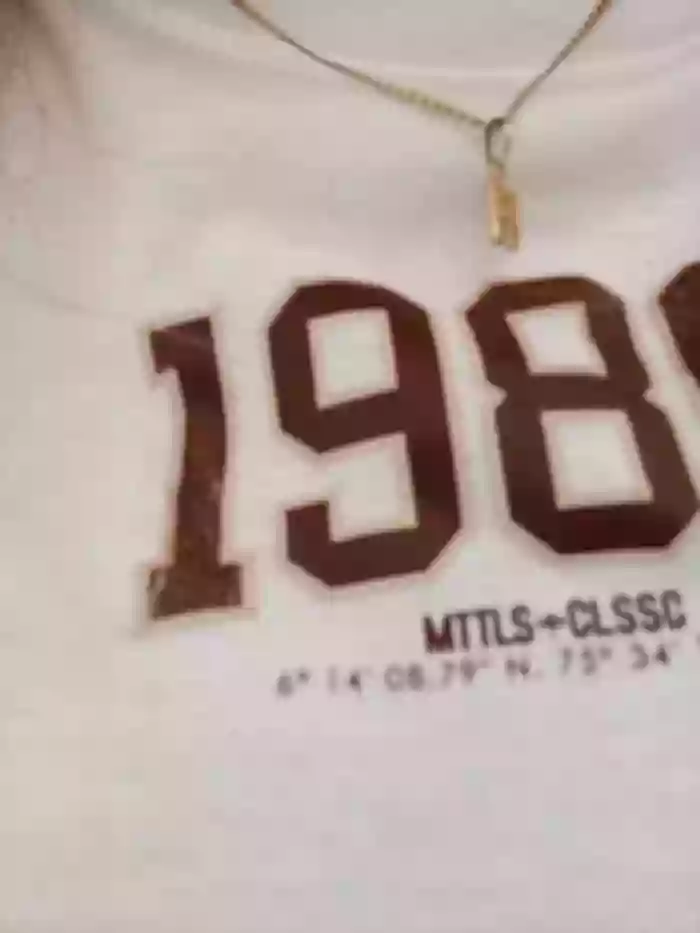 198
MTTLS+CLSSC
6° 14' 08.79" N, 75° 34'